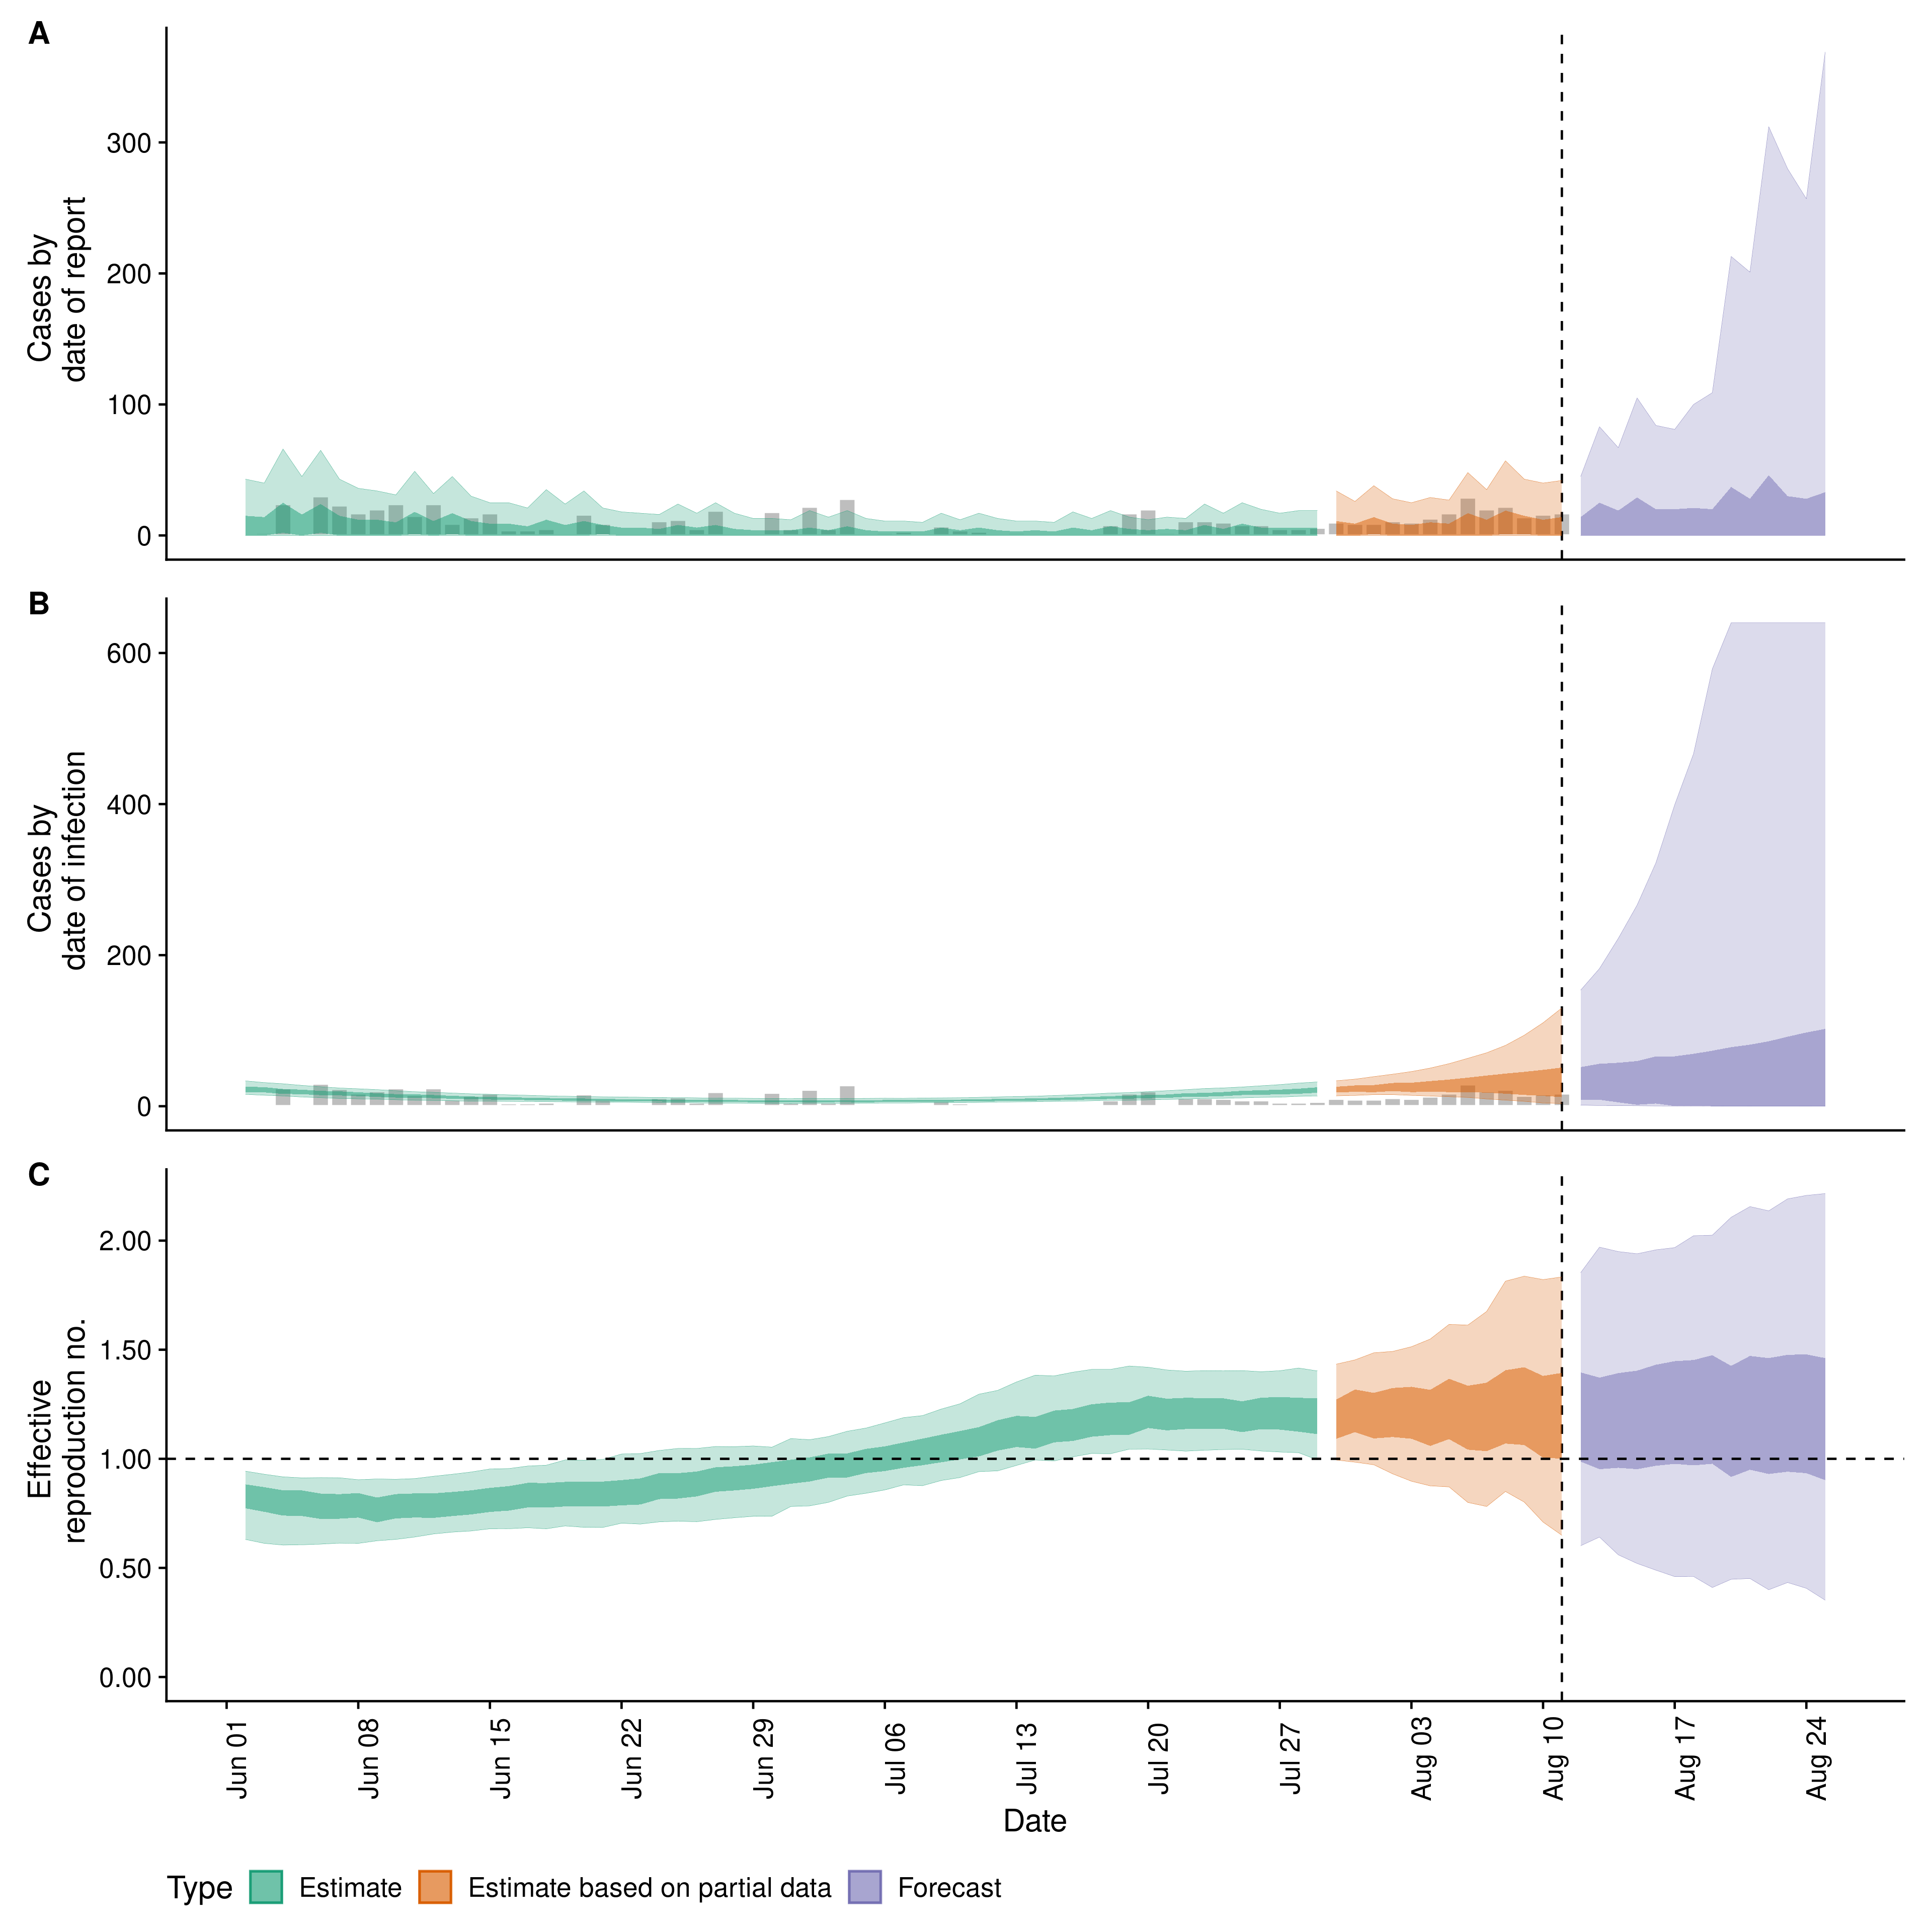 A
Cases by
date of report
300
200
100
0
B
Cases by
date of infection
600
400
200
0
C
Effective
reproduction no.
2.00
1.50
1.00
0.50
0.00
Jun 01
Jun 08
Jun 15
Jun 22
Jun 29
Jul 06
Jul 13
Jul 20
Jul 27
Aug 03
Aug 10
Aug 17
Aug 24
Date
Type Estimate Estimate based on partial data Forecast